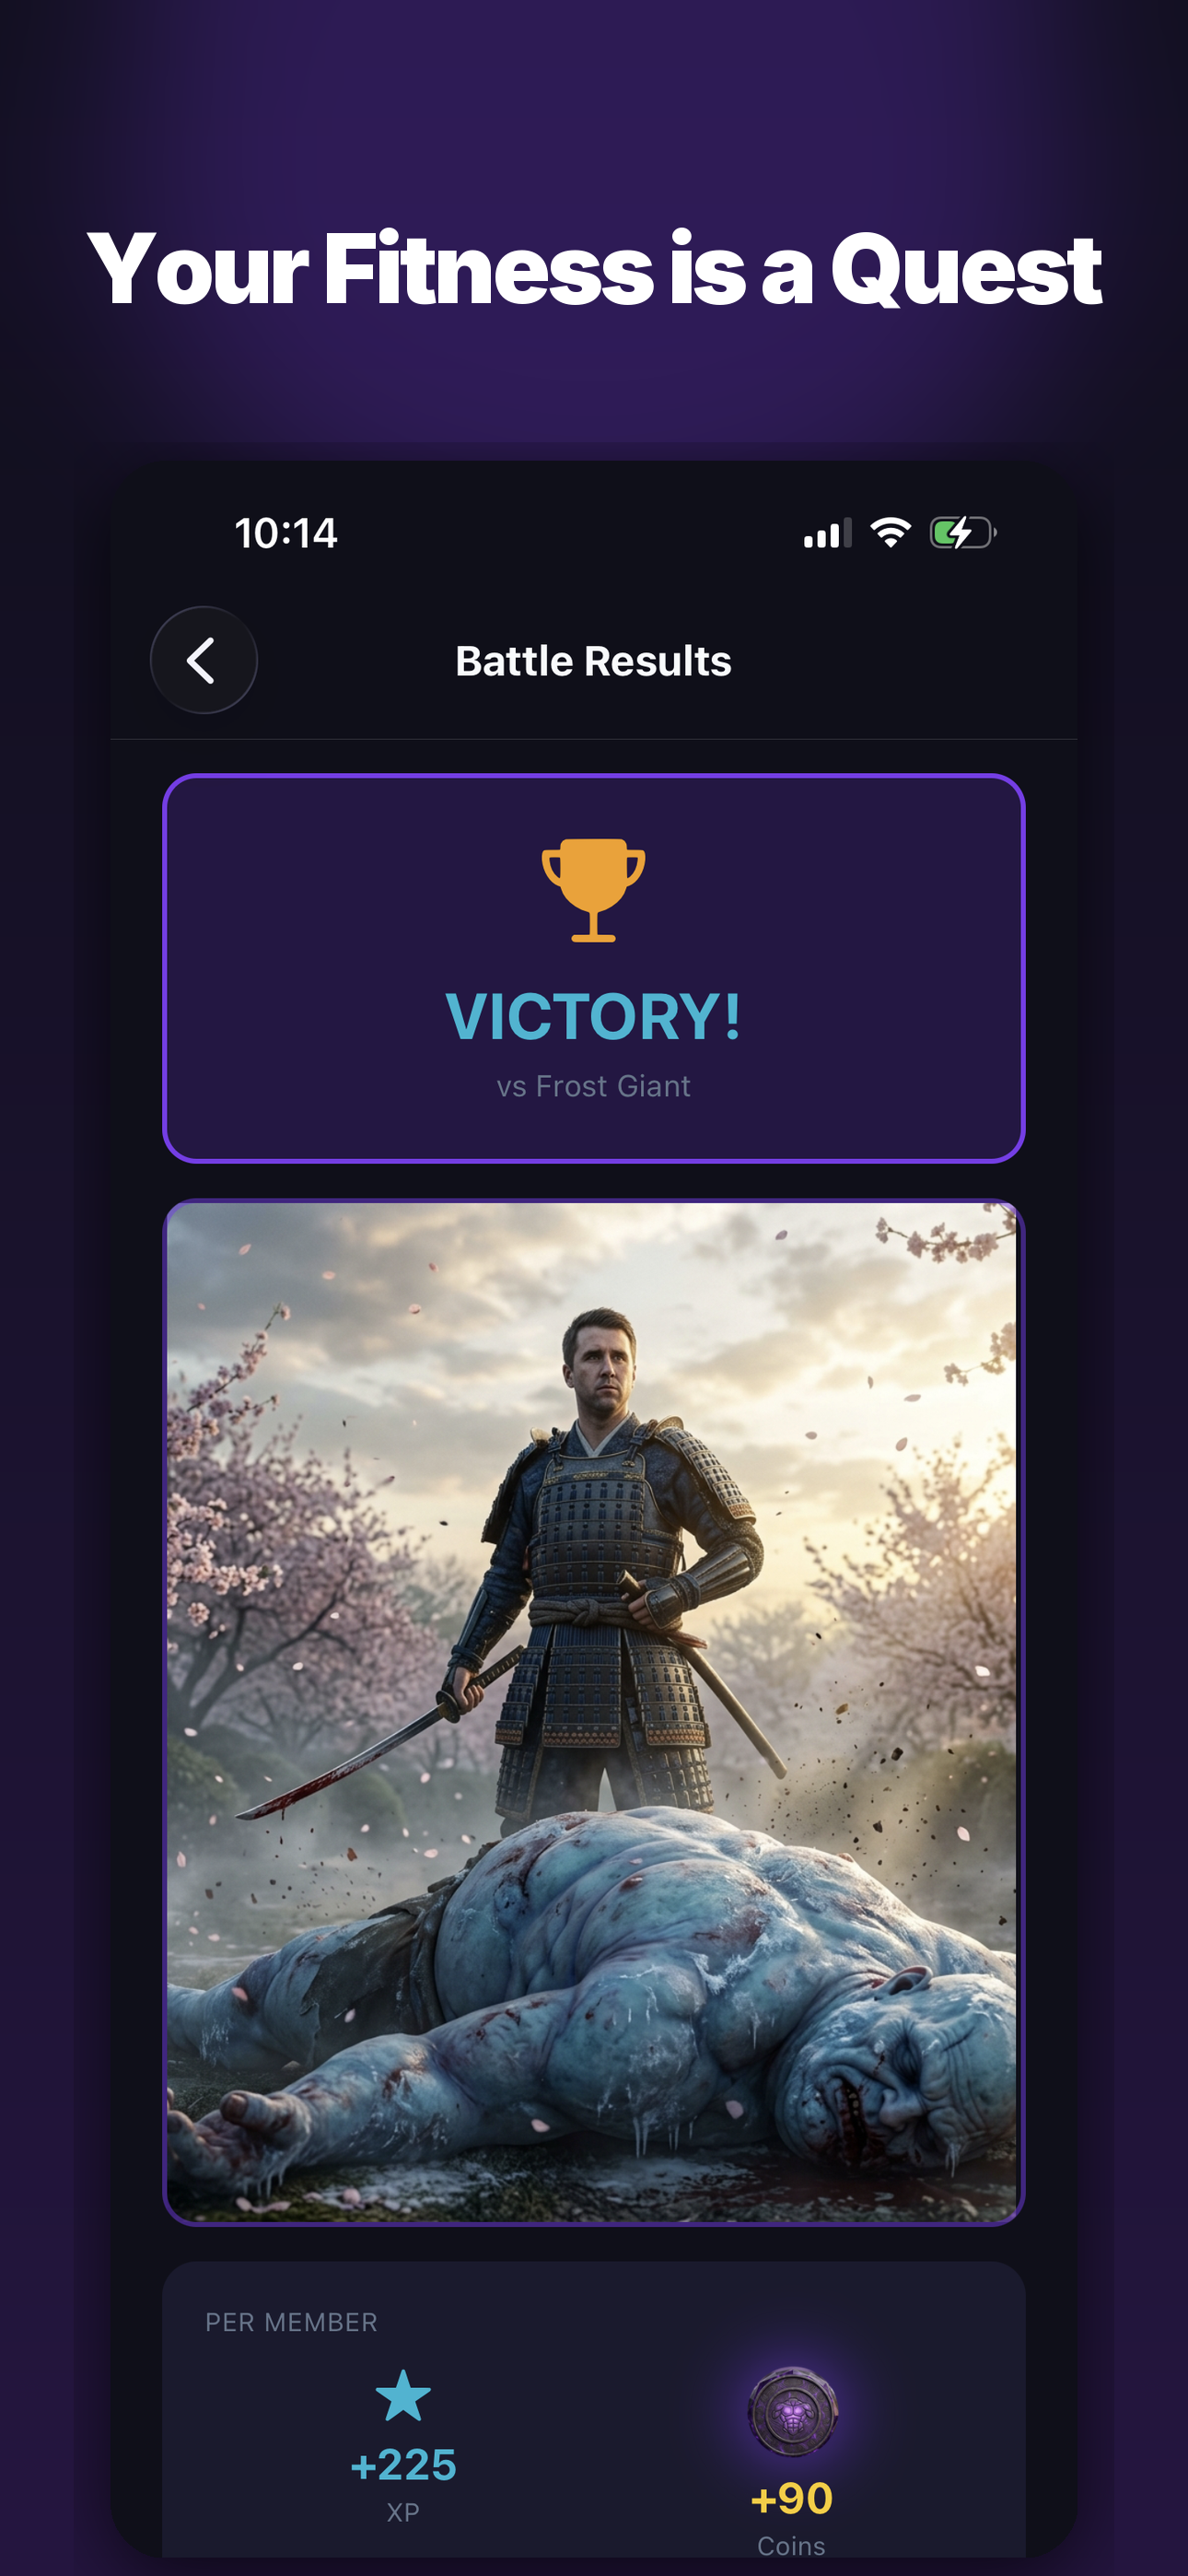 Your Fitness is a Quest
10:14
Battle Results
VICTORY!
vs Frost Giant
PER MEMBER
+225
XP
+90
Coins